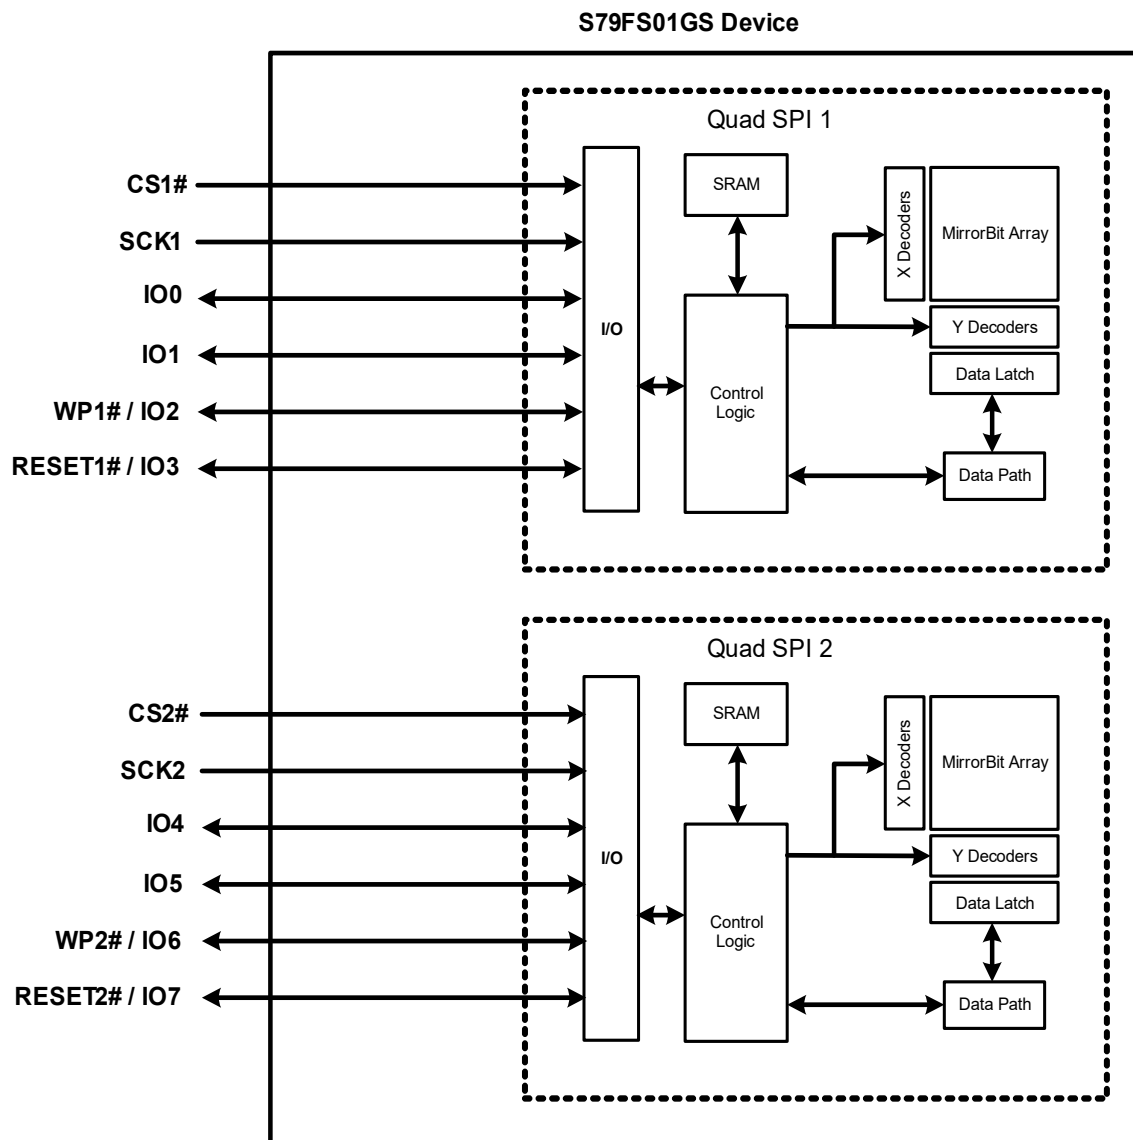 S79FS01GS Device
Quad SPI 1
CS1#
SCK1
IO0
IO1
WP1# / IO2
RESET1# / IO3
I/O
SRAM
Control
Logic
X Decoders
MirrorBit Array
Y Decoders
Data Latch
Data Path
Quad SPI 2
CS2#
SCK2
IO4
IO5
WP2# / IO6
RESET2# / IO7
I/O
SRAM
Control
Logic
X Decoders
MirrorBit Array
Y Decoders
Data Latch
Data Path